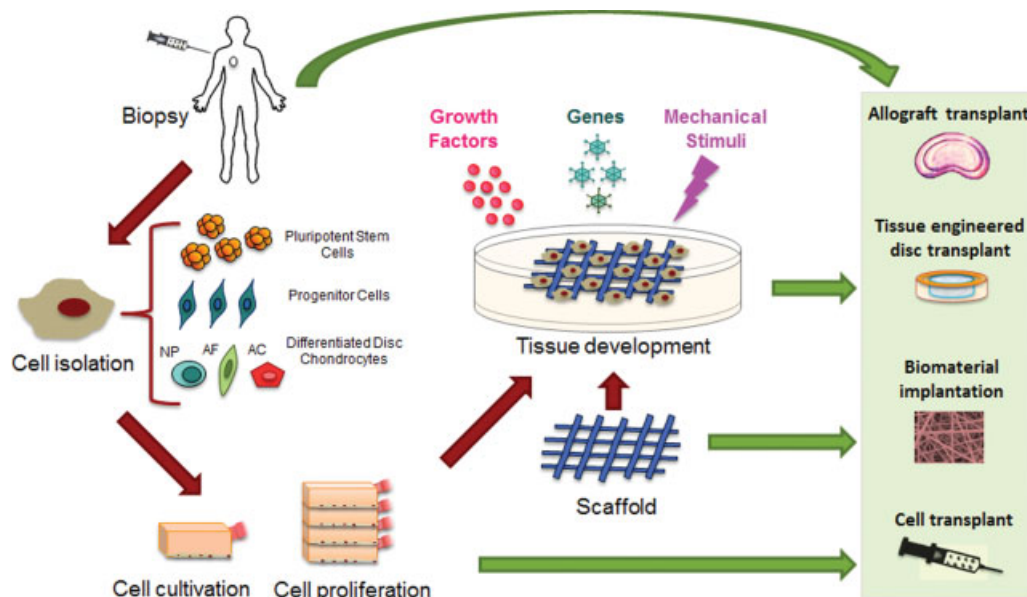 Biopsy
Growth
Factors
Genes
Mechanical
Stimuli
Allograft transplant
Pluripotent Stem
Cells
Progenitor Cells
NP
AF
AC
Differentiated Disc
Chondrocytes
Cell isolation
Tissue development
Tissue engineered
disc transplant
Biomaterial
implantation
Scaffold
Cell transplant
Cell cultivation
Cell proliferation